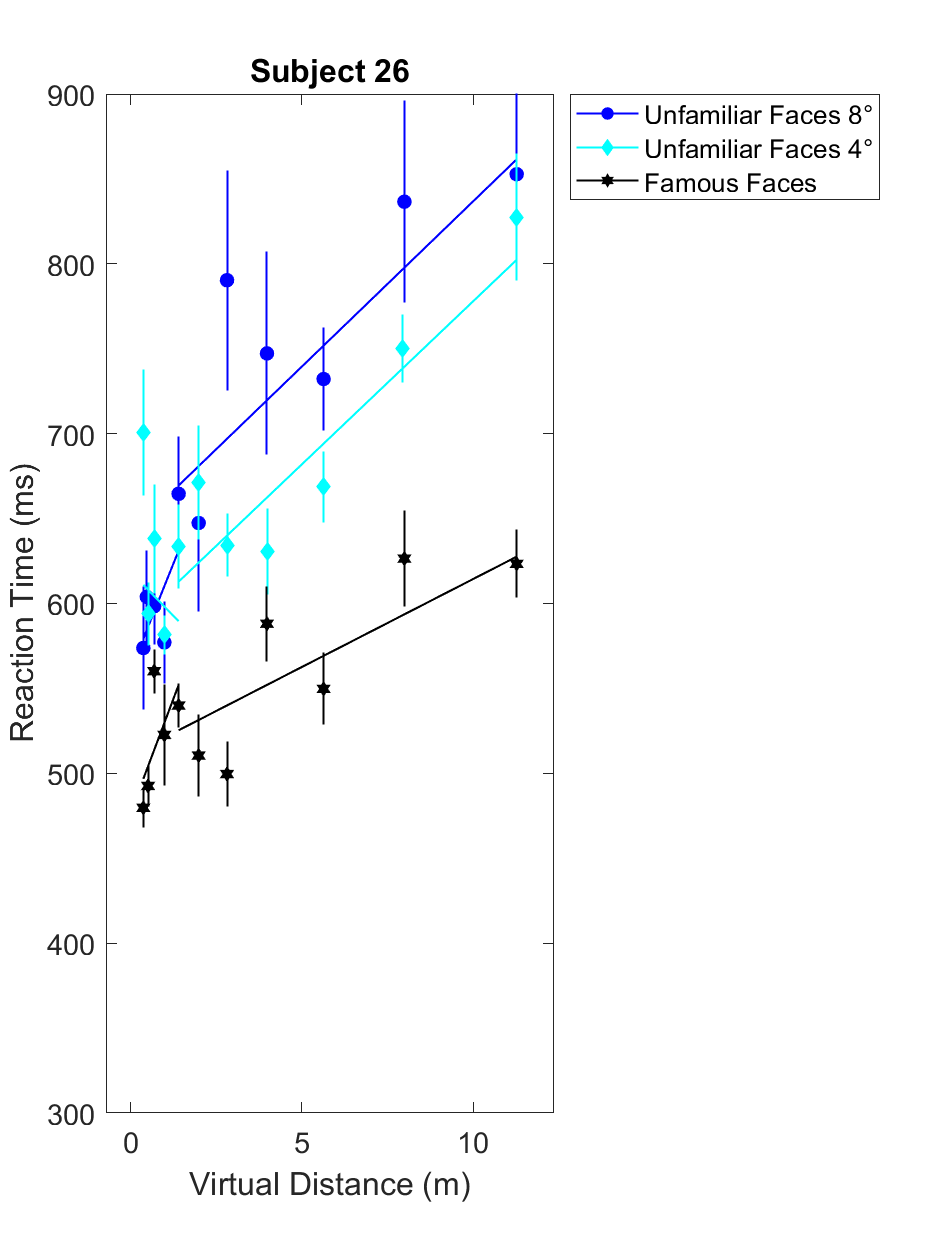 Subject 26
900
800
700
600
500
400
300
0 5 10
Virtual Distance (m)
Reaction Time (ms)
Unfamiliar Faces 8°
Unfamiliar Faces 4°
Famous Faces